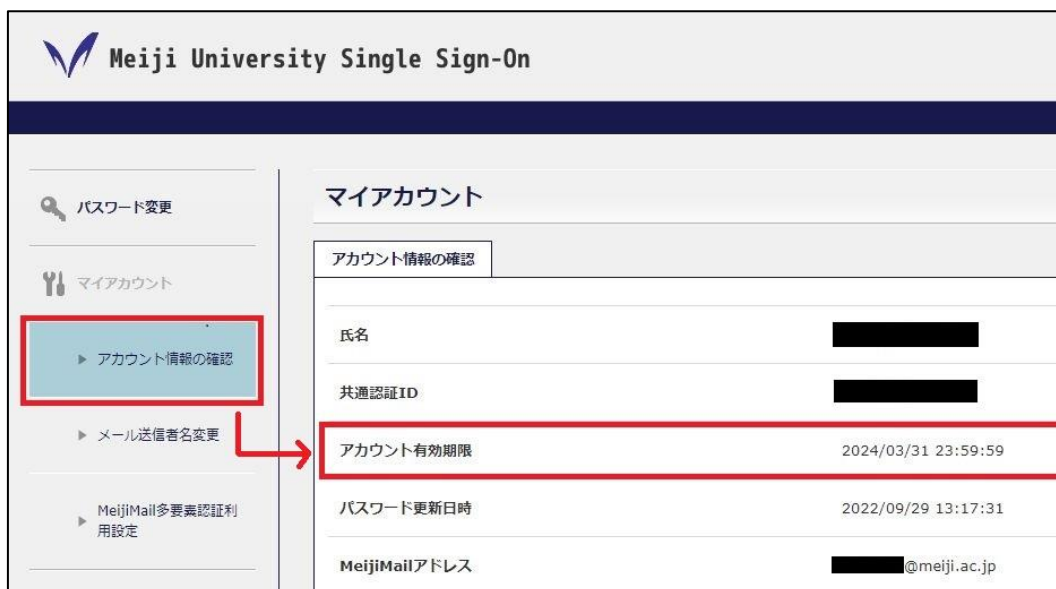 Meiji University Single Sign-On
パスワード変更
マイアカウント
アカウント情報の確認
メール送信者名変更
MeijiMail多要素認証利
用設定
マイアカウント
アカウント情報の確認
氏名
共通認証ID
アカウント有効期限 2024/03/31 23:59:59
パスワード更新日時 2022/09/29 13:17:31
MeijiMailアドレス @meiji.ac.jp